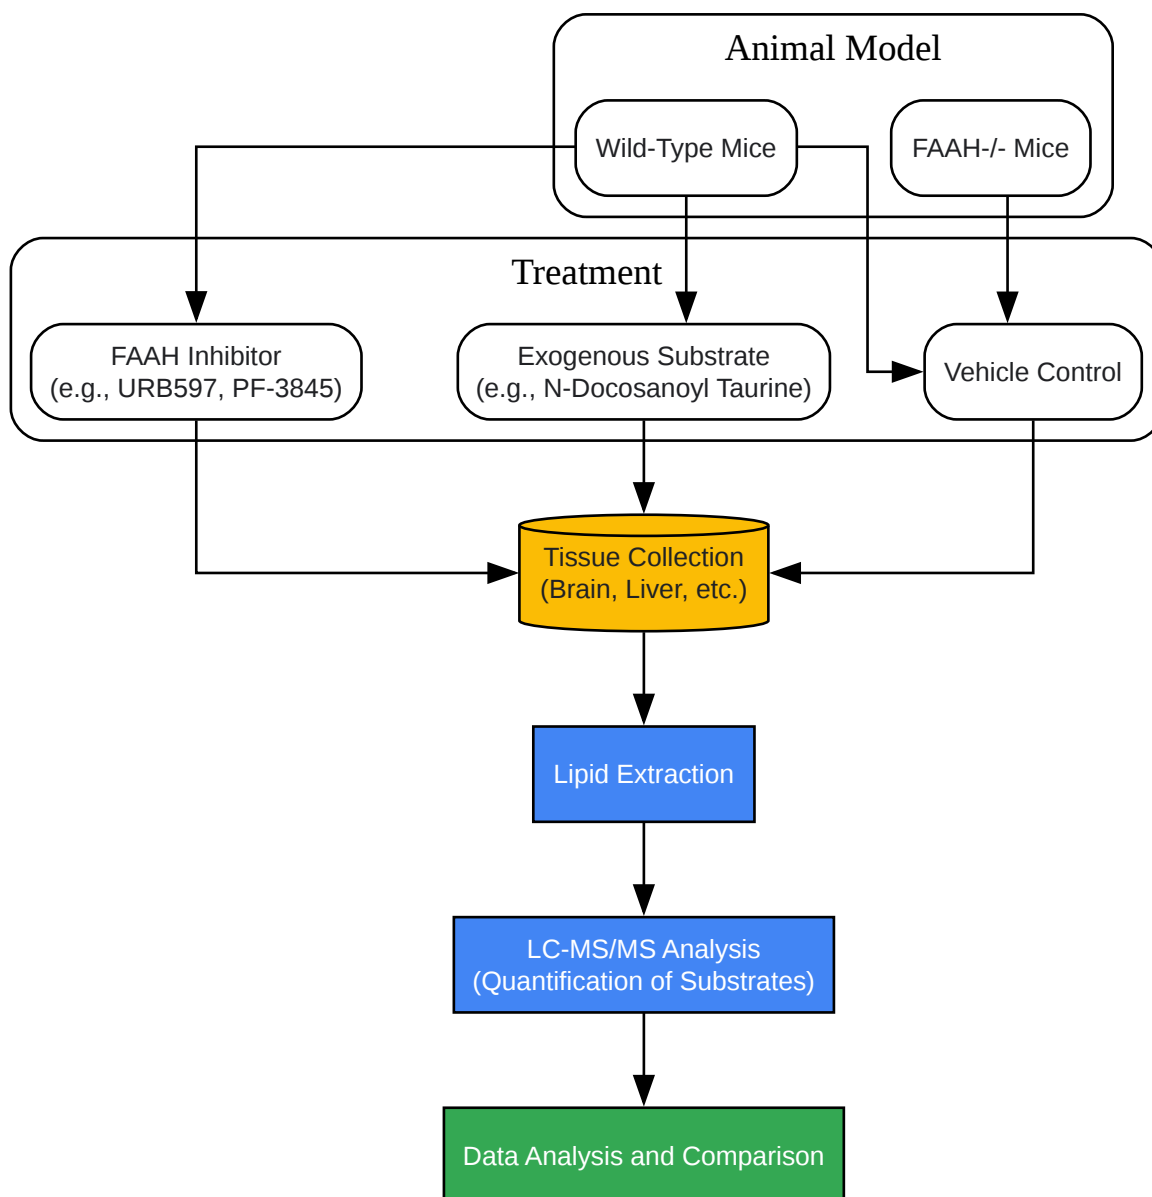 Animal Model
Wild-Type Mice
FAAH-/- Mice
Treatment
FAAH Inhibitor
(e.g., URB597, PF-3845)
Exogenous Substrate
(e.g., N-Docosanoyl Taurine)
Vehicle Control
Tissue Collection
(Brain, Liver, etc.)
Lipid Extraction
LC-MS/MS Analysis
(Quantification of Substrates)
Data Analysis and Comparison